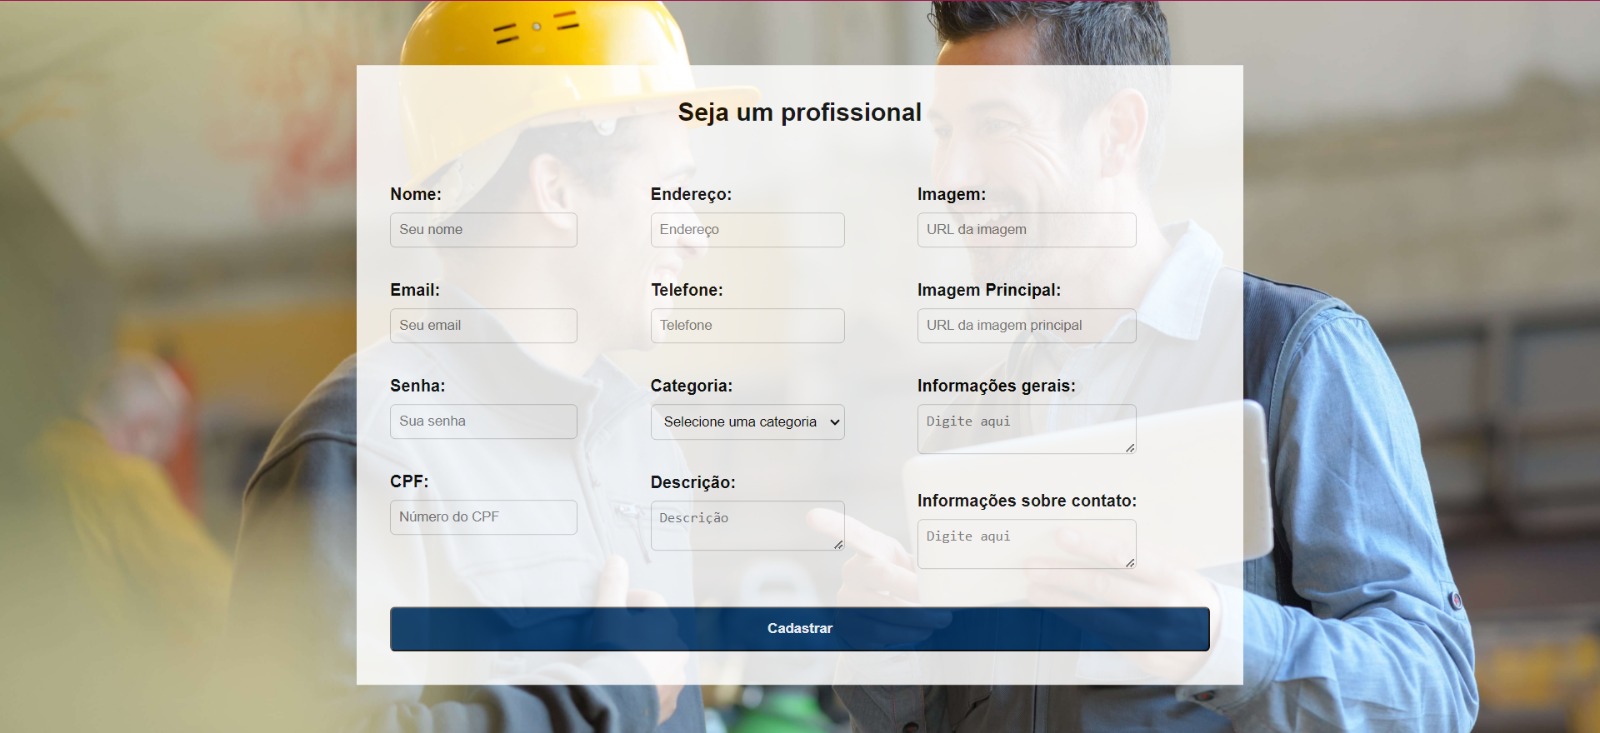 Seja um profissional
Nome:
Seu nome
Email:
Seu email
Senha:
Sua senha
CPF:
Número do CPF
Endereço:
Endereço
Telefone:
Telefone
Categoria:
Selecione uma categoria
Descrição:
Descrição
Imagem:
URL da imagem
Imagem Principal:
URL da imagem principal
Informações gerais:
Digite aqui
Informações sobre contato:
Digite aqui
Cadastrar